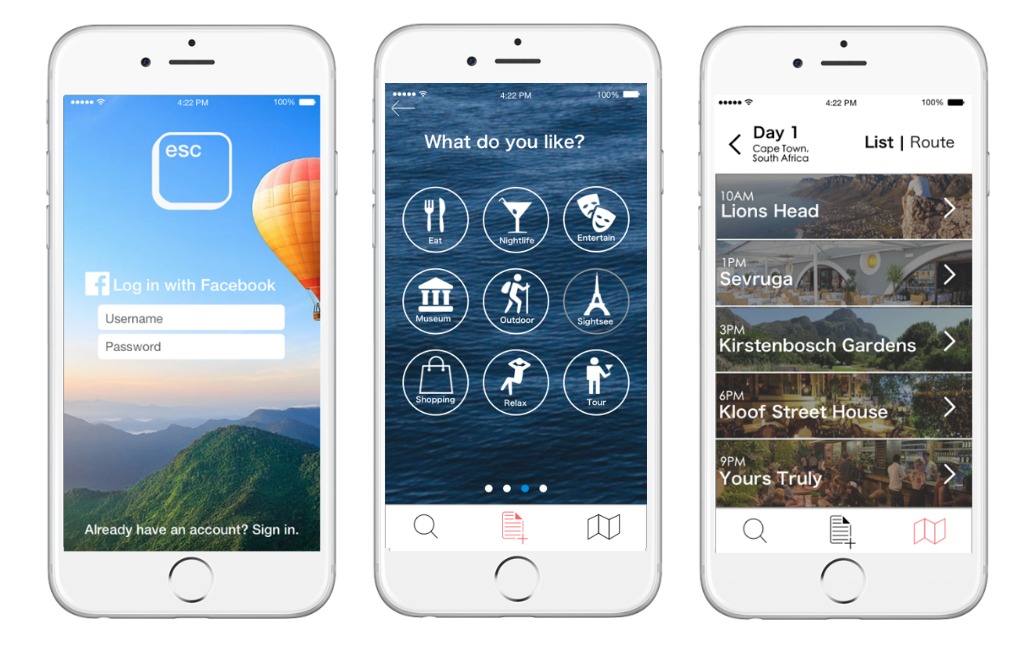 4:22 PM
100%
esc
Log in with Facebook
Username
Password
Already have an account? Sign in.
4:22 PM
100%
What do you like?
Eat
Nightlife
Entertain
Museum
Outdoor
Sightsee
Shopping
Relax
Tour
4:22 PM
100%
Day 1
Cape Town,
South Africa
List | Route
10AM
Lions Head
1PM
Sevruga
3PM
Kirstenbosch Gardens
6PM
Kloof Street House
9PM
Yours Truly